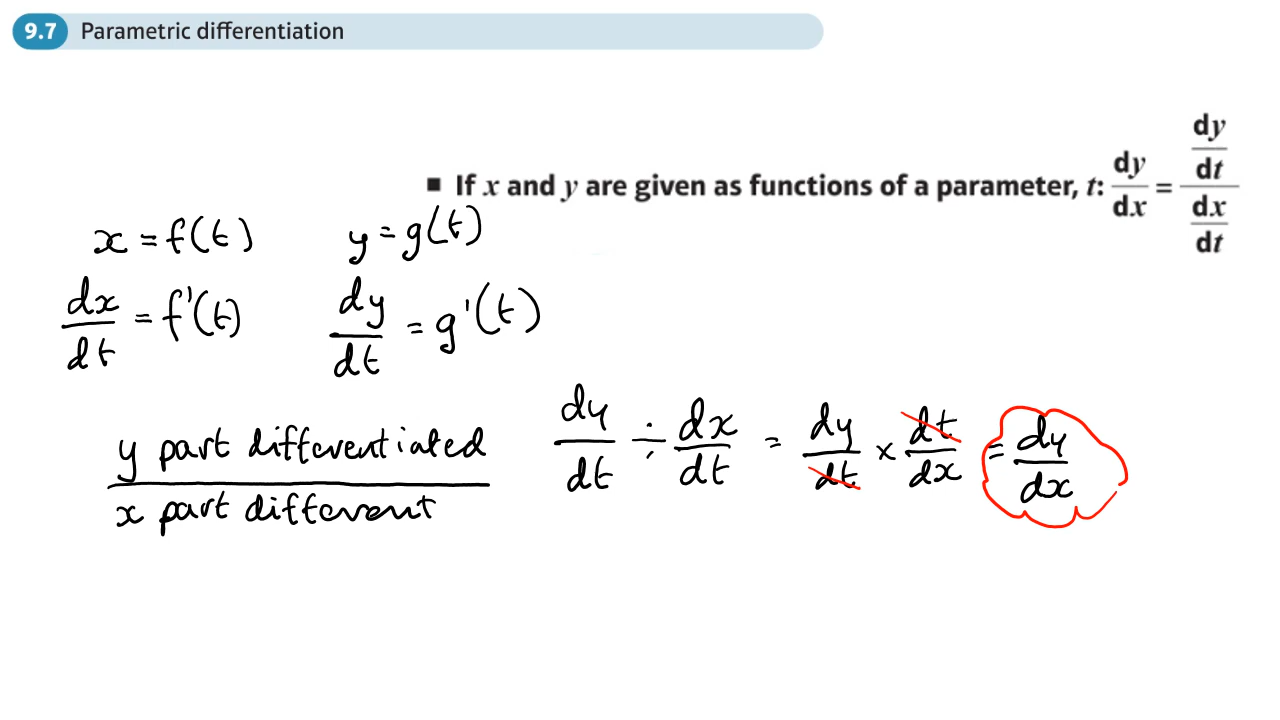 9.7 Parametric differentiation
▪ If x and y are given as functions of a parameter, t: dy/dx = (dy/dt)/(dx/dt)
x = f(t) y = g(t)
dx/dt = f'(t) dy/dt = g'(t)
y part differentiated / x part different
dy/dt ÷ dx/dt = dy/dt × dt/dx = dy/dx